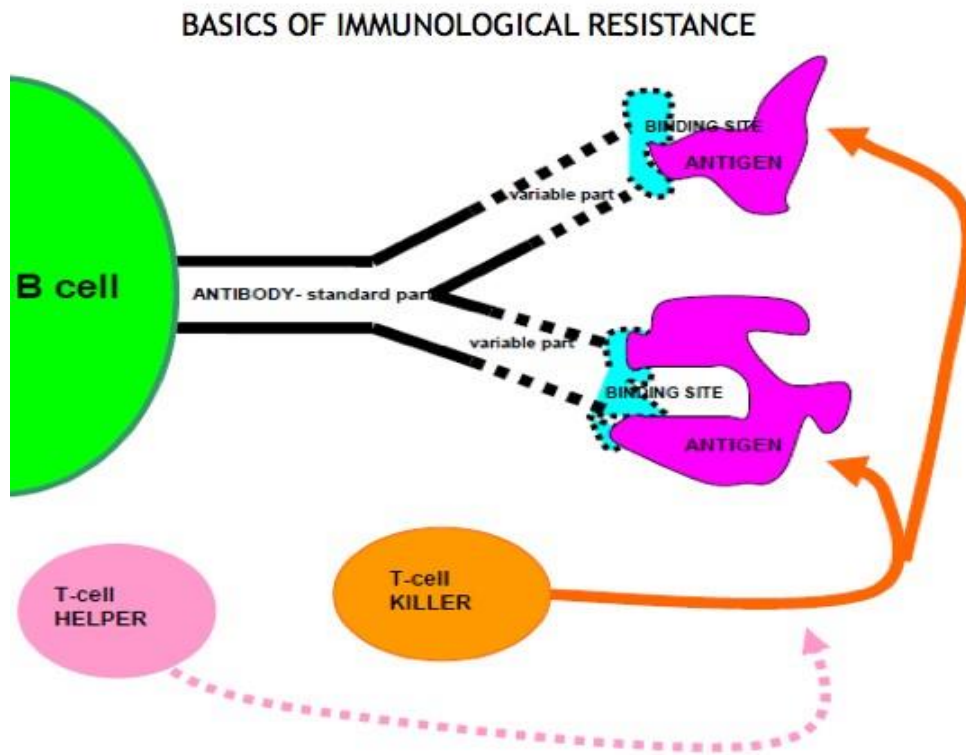 BASICS OF IMMUNOLOGICAL RESISTANCE
BINDING SITE
ANTIGEN
variable part
B cell
ANTIBODY- standard part
variable part
BINDING SITE
ANTIGEN
T-cell
HELPER
T-cell
KILLER